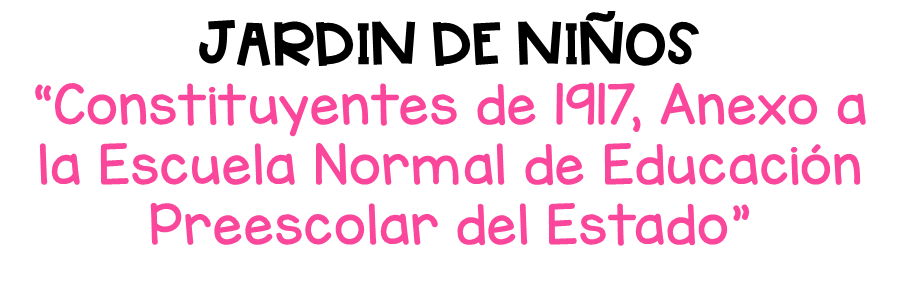 JARDIN DE NIÑOS
“Constituyentes de 1917, Anexo a
la Escuela Normal de Educación
Preescolar del Estado”